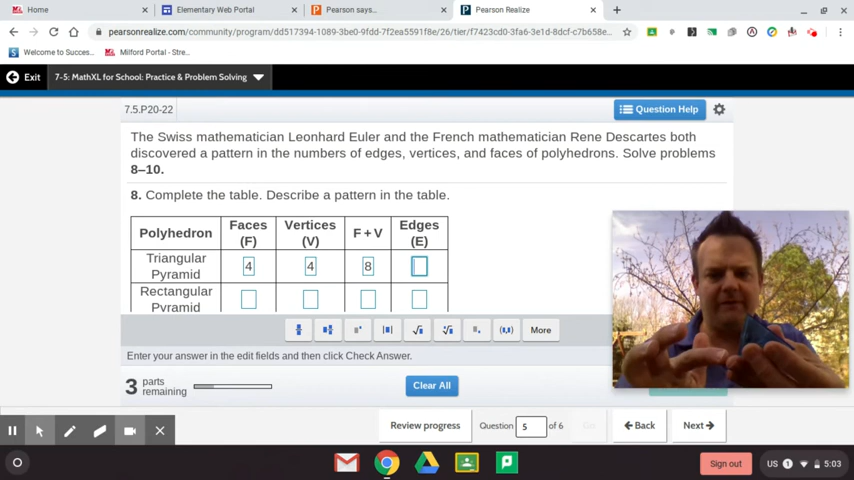 Home
Elementary Web Portal
Pearson says...
Pearson Realize
pearsonrealize.com/community/program/dd517394-1089-3be0-9fdd-7f2ea5591f8e/26/tier/f7423cd0-3fa6-3e1d-8dcf-c7b658e...
Welcome to Succes...
Milford Portal - Stre...
Exit
7-5: MathXL for School: Practice & Problem Solving
7.5.P20-22
Question Help
The Swiss mathematician Leonhard Euler and the French mathematician Rene Descartes both
discovered a pattern in the numbers of edges, vertices, and faces of polyhedrons. Solve problems
8–10.
8. Complete the table. Describe a pattern in the table.
Polyhedron Faces (F) Vertices (V) F + V Edges (E)
Triangular Pyramid 4 4 8
Rectangular Pyramid
More
Enter your answer in the edit fields and then click Check Answer.
3 parts remaining
Clear All
Review progress
Question 5 of 6
Go
Back
Next
Sign out
US 1 5:03